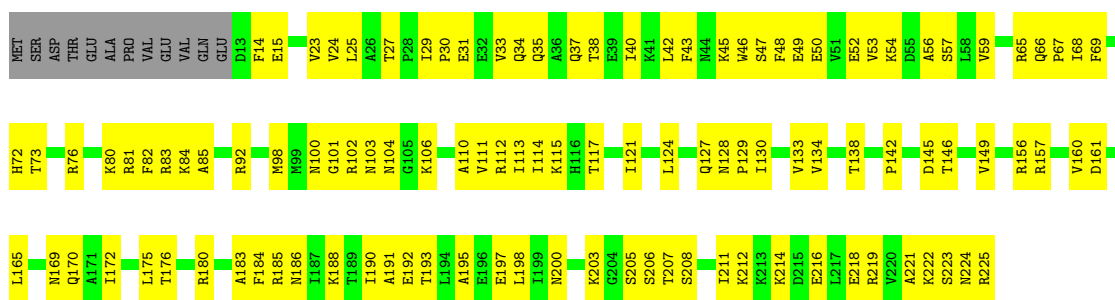 MET SER ASP THR GLU ALA PRO VAL GLU VAL GLN GLU D13 F14 E15 V23 V24 L25 A26 T27 P28 I29 P30 E31 E32 V33 Q34 Q35 A36 Q37 T38 E39 I40 K41 L42 F43 N44 K45 W46 S47 F48 E49 E50 V51 E52 V53 K54 D55 A56 S57 L58 V59 R65 Q66 P67 I68 F69
H72 T73 R76 K80 R81 F82 R83 K84 A85 R92 M98 M99 N100 G101 R102 N103 N104 G105 K106 A110 V111 R112 I113 I114 K115 H116 T117 I121 L124 Q127 N128 P129 I130 V133 V134 T138 P142 D145 T146 V149 R156 R157 V160 D161
L165 N169 Q170 A171 I172 L175 T176 R180 A183 F184 R185 N186 I187 K188 T189 I190 A191 E192 T193 L194 A195 E196 E197 L198 I199 N200 K203 G204 S205 S206 T207 S208 I211 K212 K213 K214 D215 E216 L217 E218 R219 V220 A221 K222 S223 N224 R225